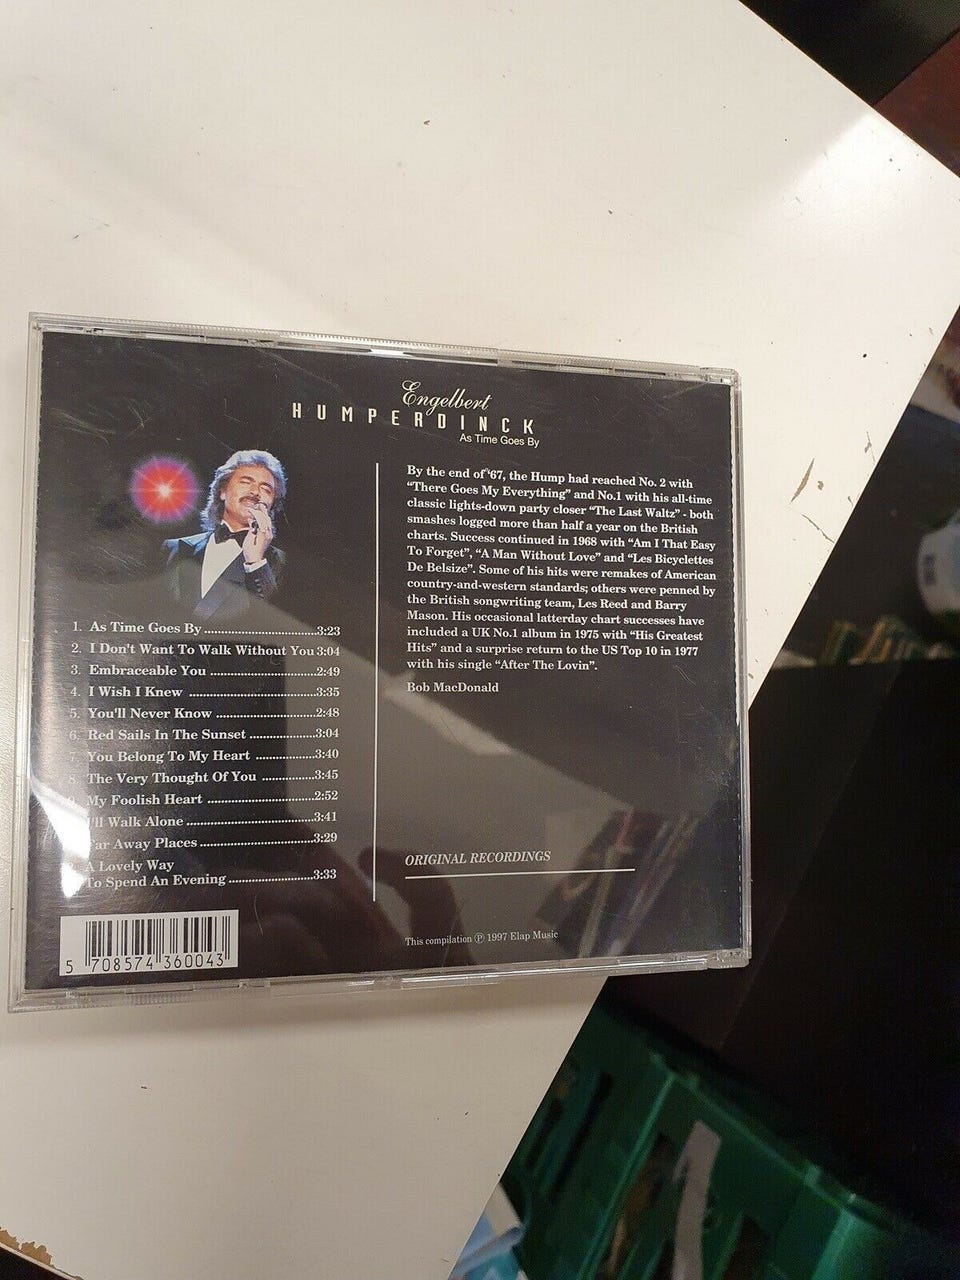 Engelbert
HUMPERDINCK
As Time Goes By
1. As Time Goes By..............................3:23
2. I Don't Want To Walk Without You 3:04
3. Embraceable You ............................2:49
4. I Wish I Knew ................................3:35
5. You'll Never Know .........................2:48
6. Red Sails In The Sunset .................3:04
7. You Belong To My Heart ...............3:40
8. The Very Thought Of You .............3:45
My Foolish Heart ...........................2:52
I'll Walk Alone ................................3:41
Far Away Places .............................3:29
A Lovely Way
To Spend An Evening .....................3:33
By the end of '67, the Hump had reached No. 2 with
“There Goes My Everything” and No.1 with his all-time
classic lights-down party closer “The Last Waltz” - both
smashes logged more than half a year on the British
charts. Success continued in 1968 with “Am I That Easy
To Forget”, “A Man Without Love” and “Les Bicyclettes
De Belsize”. Some of his hits were remakes of American
country-and-western standards; others were penned by
the British songwriting team, Les Reed and Barry
Mason. His occasional latterday chart successes have
included a UK No.1 album in 1975 with “His Greatest
Hits” and a surprise return to the US Top 10 in 1977
with his single “After The Lovin”.
Bob MacDonald
ORIGINAL RECORDINGS
This compilation ℗ 1997 Elap Music
5 708574 360043